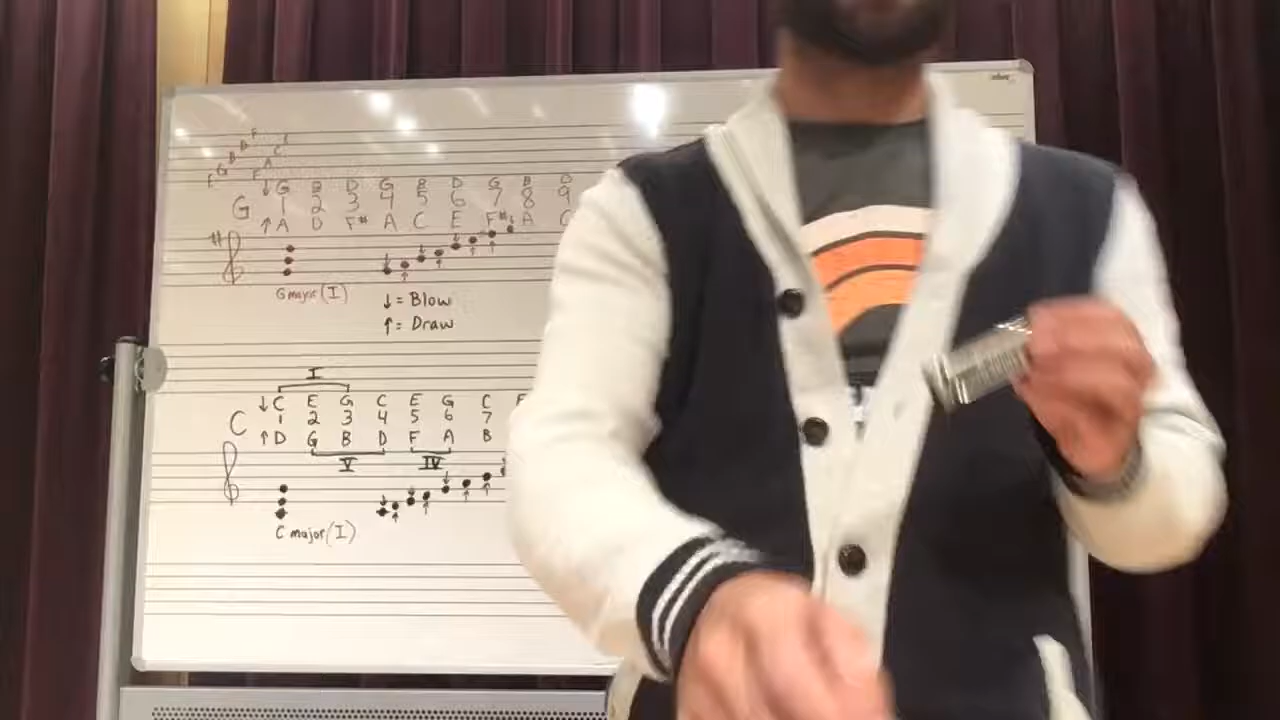 E G B D F F A C E
↓ G B D G B D G B D
G 1 2 3 4 5 6 7 8 9
↑ A D F# A C E F# A C
#
G major (I)
↓ = Blow
↑ = Draw
I
↓ C E G C E G C E
C 1 2 3 4 5 6 7
↑ D G B D F A B
V IV
C major (I)